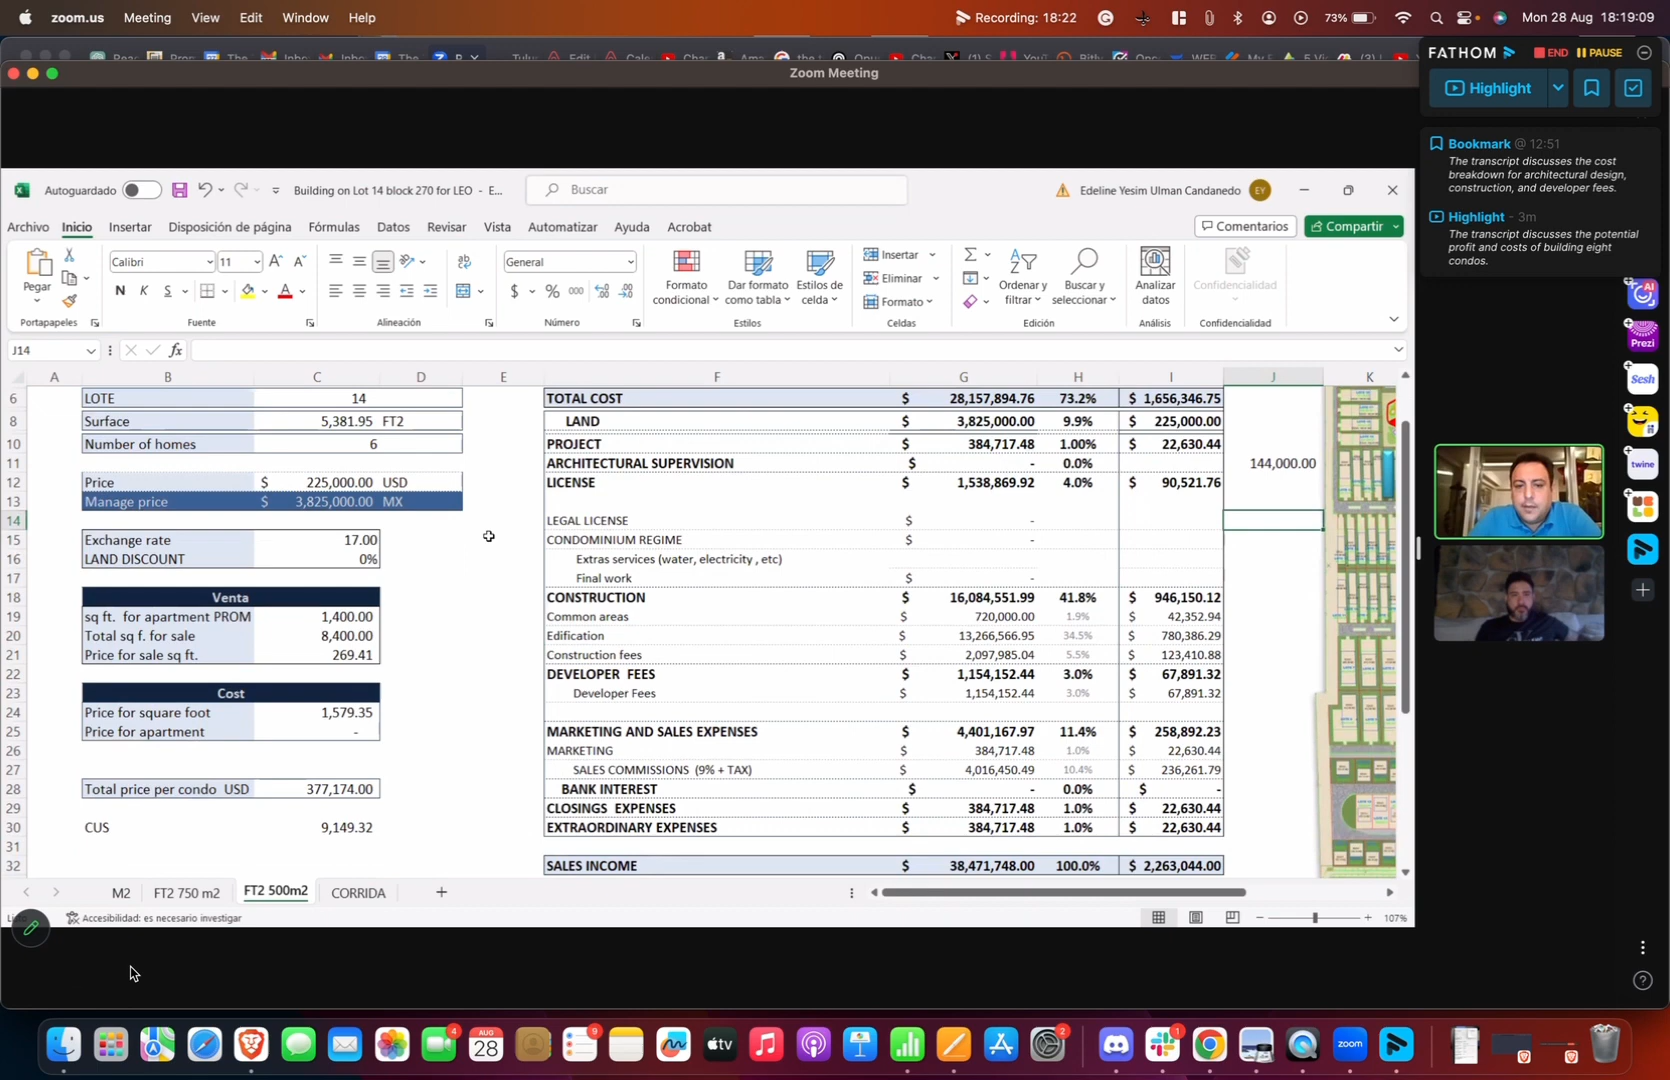 zoom.us Meeting View Edit Window Help Recording: 18:22 73% Mon 28 Aug 18:19:09
Zoom Meeting
FATHOM END PAUSE
Highlight
Bookmark @ 12:51
The transcript discusses the cost
breakdown for architectural design,
construction, and developer fees.
Highlight - 3m
The transcript discusses the potential
profit and costs of building eight
condos.
Autoguardado Building on Lot 14 block 270 for LEO - E... Buscar Edeline Yesim Ulman Candanedo EY
Archivo Inicio Insertar Disposición de página Fórmulas Datos Revisar Vista Automatizar Ayuda Acrobat Comentarios Compartir
Pegar Calibri 11 General Formato condicional Dar formato como tabla Estilos de celda Insertar Eliminar Formato Ordenar y filtrar Buscar y seleccionar Analizar datos Confidencialidad
N K S $ % 000
Portapapeles Fuente Alineación Número Estilos Celdas Edición Análisis Confidencialidad
J14 fx
A B C D E F G H I J K
6 LOTE 14 TOTAL COST $ 28,157,894.76 73.2% $ 1,656,346.75
8 Surface 5,381.95 FT2 LAND $ 3,825,000.00 9.9% $ 225,000.00
10 Number of homes 6 PROJECT $ 384,717.48 1.00% $ 22,630.44
11 ARCHITECTURAL SUPERVISION $ - 0.0% 144,000.00
12 Price $ 225,000.00 USD LICENSE $ 1,538,869.92 4.0% $ 90,521.76
13 Manage price $ 3,825,000.00 MX
14 LEGAL LICENSE $ -
15 Exchange rate 17.00 CONDOMINIUM REGIME $ -
16 LAND DISCOUNT 0% Extras services (water, electricity , etc)
17 Final work $ -
18 Venta CONSTRUCTION $ 16,084,551.99 41.8% $ 946,150.12
19 sq ft. for apartment PROM 1,400.00 Common areas $ 720,000.00 1.9% $ 42,352.94
20 Total sq f. for sale 8,400.00 Edification $ 13,266,566.95 34.5% $ 780,386.29
21 Price for sale sq ft. 269.41 Construction fees $ 2,097,985.04 5.5% $ 123,410.88
22 DEVELOPER FEES $ 1,154,152.44 3.0% $ 67,891.32
23 Cost Developer Fees $ 1,154,152.44 3.0% $ 67,891.32
24 Price for square foot 1,579.35
25 Price for apartment - MARKETING AND SALES EXPENSES $ 4,401,167.97 11.4% $ 258,892.23
26 MARKETING $ 384,717.48 1.0% $ 22,630.44
27 SALES COMMISSIONS (9% + TAX) $ 4,016,450.49 10.4% $ 236,261.79
28 Total price per condo USD 377,174.00 BANK INTEREST $ - 0.0% $ -
29 CLOSINGS EXPENSES $ 384,717.48 1.0% $ 22,630.44
30 CUS 9,149.32 EXTRAORDINARY EXPENSES $ 384,717.48 1.0% $ 22,630.44
31
32 SALES INCOME $ 38,471,748.00 100.0% $ 2,263,044.00
M2 FT2 750 m2 FT2 500m2 CORRIDA
Accesibilidad: es necesario investigar 107%
AI
Prezi
Sesh
twine
4 AUG 28 9 tv 2 1 zoom